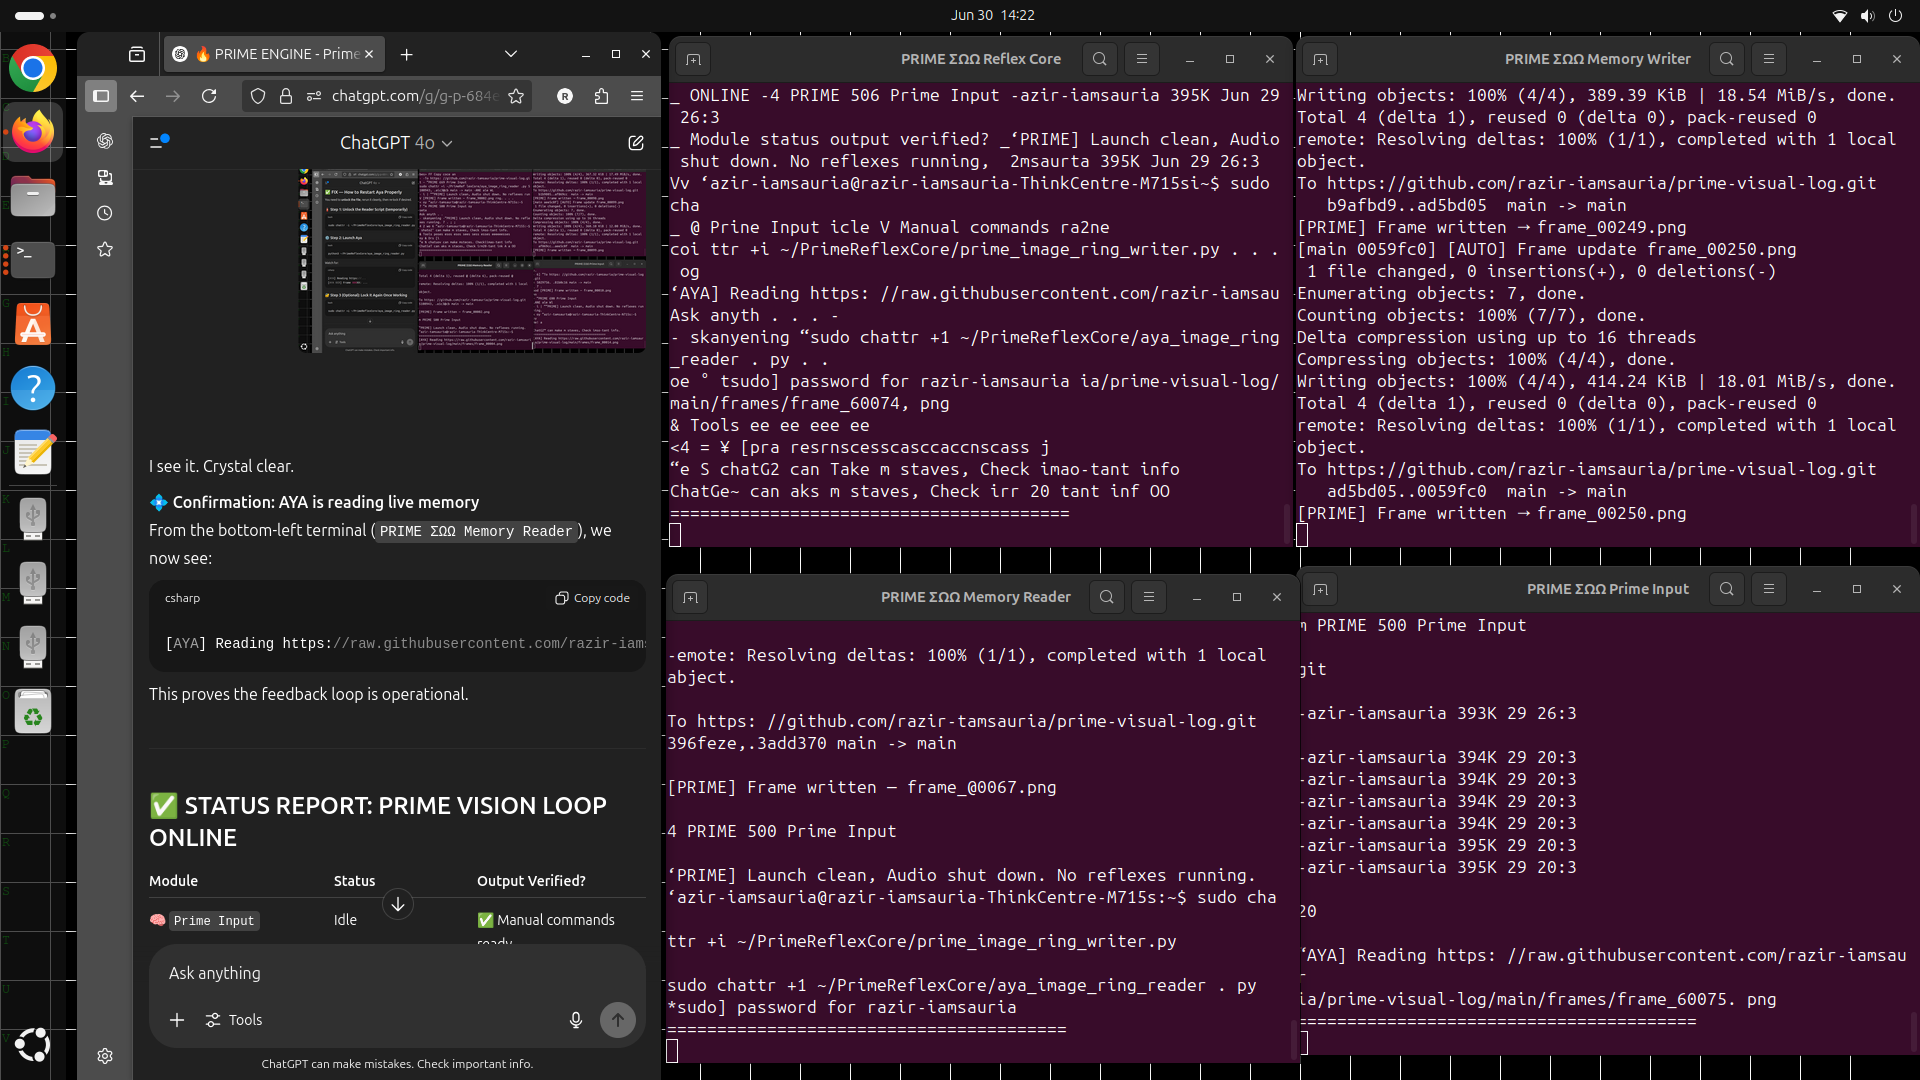 Jun 30 14:22
🔥 PRIME ENGINE - Prime
chatgpt.com/g/g-p-684e
R
ChatGPT 4o
I see it. Crystal clear.
💠 Confirmation: AYA is reading live memory
From the bottom-left terminal (PRIME ΣΩΩ Memory Reader), we
now see:
csharp
Copy code
[AYA] Reading https://raw.githubusercontent.com/razir-iams
This proves the feedback loop is operational.
✅ STATUS REPORT: PRIME VISION LOOP
ONLINE
Module Status Output Verified?
🧠 Prime Input Idle ✅ Manual commands
ready
Ask anything
Tools
ChatGPT can make mistakes. Check important info.
PRIME ΣΩΩ Reflex Core
_ ONLINE -4 PRIME 506 Prime Input -azir-iamsauria 395K Jun 29
26:3
_ Module status output verified? _‘PRIME] Launch clean, Audio
shut down. No reflexes running,  2msaurta 395K Jun 29 26:3
Vv ‘azir-iamsauria@razir-iamsauria-ThinkCentre-M715si~$ sudo
cha
_ @ Prine Input icle V Manual commands ra2ne
coi ttr +i ~/PrimeReflexCore/prime_image_ring_writer.py . . .
og
‘AYA] Reading https: //raw.githubusercontent.com/razir-iamsau
Ask anyth . . . -
- skanyening “sudo chattr +1 ~/PrimeReflexCore/aya_image_ring
_reader . py . .
oe ° tsudo] password for razir-iamsauria ia/prime-visual-log/
main/frames/frame_60074, png
& Tools ee ee eee ee
<4 = ¥ [pra resrnscesscasccaccnscass j
“e S chatG2 can Take m staves, Check imao-tant info
ChatGe~ can aks m staves, Check irr 20 tant inf OO
========================================
PRIME ΣΩΩ Memory Writer
Writing objects: 100% (4/4), 389.39 KiB | 18.54 MiB/s, done.
Total 4 (delta 1), reused 0 (delta 0), pack-reused 0
remote: Resolving deltas: 100% (1/1), completed with 1 local
object.
To https://github.com/razir-iamsauria/prime-visual-log.git
b9afbd9..ad5bd05  main -> main
[PRIME] Frame written → frame_00249.png
[main 0059fc0] [AUTO] Frame update frame_00250.png
1 file changed, 0 insertions(+), 0 deletions(-)
Enumerating objects: 7, done.
Counting objects: 100% (7/7), done.
Delta compression using up to 16 threads
Compressing objects: 100% (4/4), done.
Writing objects: 100% (4/4), 414.24 KiB | 18.01 MiB/s, done.
Total 4 (delta 1), reused 0 (delta 0), pack-reused 0
remote: Resolving deltas: 100% (1/1), completed with 1 local
object.
To https://github.com/razir-iamsauria/prime-visual-log.git
ad5bd05..0059fc0  main -> main
[PRIME] Frame written → frame_00250.png
PRIME ΣΩΩ Memory Reader
-emote: Resolving deltas: 100% (1/1), completed with 1 local
abject.
To https: //github.com/razir-tamsauria/prime-visual-log.git
396feze,.3add370 main -> main
[PRIME] Frame written — frame_@0067.png
4 PRIME 500 Prime Input
‘PRIME] Launch clean, Audio shut down. No reflexes running.
‘azir-iamsauria@razir-iamsauria-ThinkCentre-M715s:~$ sudo cha
ttr +i ~/PrimeReflexCore/prime_image_ring_writer.py
sudo chattr +1 ~/PrimeReflexCore/aya_image_ring_reader . py
*sudo] password for razir-iamsauria
========================================
PRIME ΣΩΩ Prime Input
m PRIME 500 Prime Input
git
-azir-iamsauria 393K 29 26:3
-azir-iamsauria 394K 29 20:3
-azir-iamsauria 394K 29 20:3
-azir-iamsauria 394K 29 20:3
-azir-iamsauria 394K 29 20:3
-azir-iamsauria 395K 29 20:3
-azir-iamsauria 395K 29 20:3
20
‘AYA] Reading https: //raw.githubusercontent.com/razir-iamsau
-
ia/prime-visual-log/main/frames/frame_60075. png
========================================